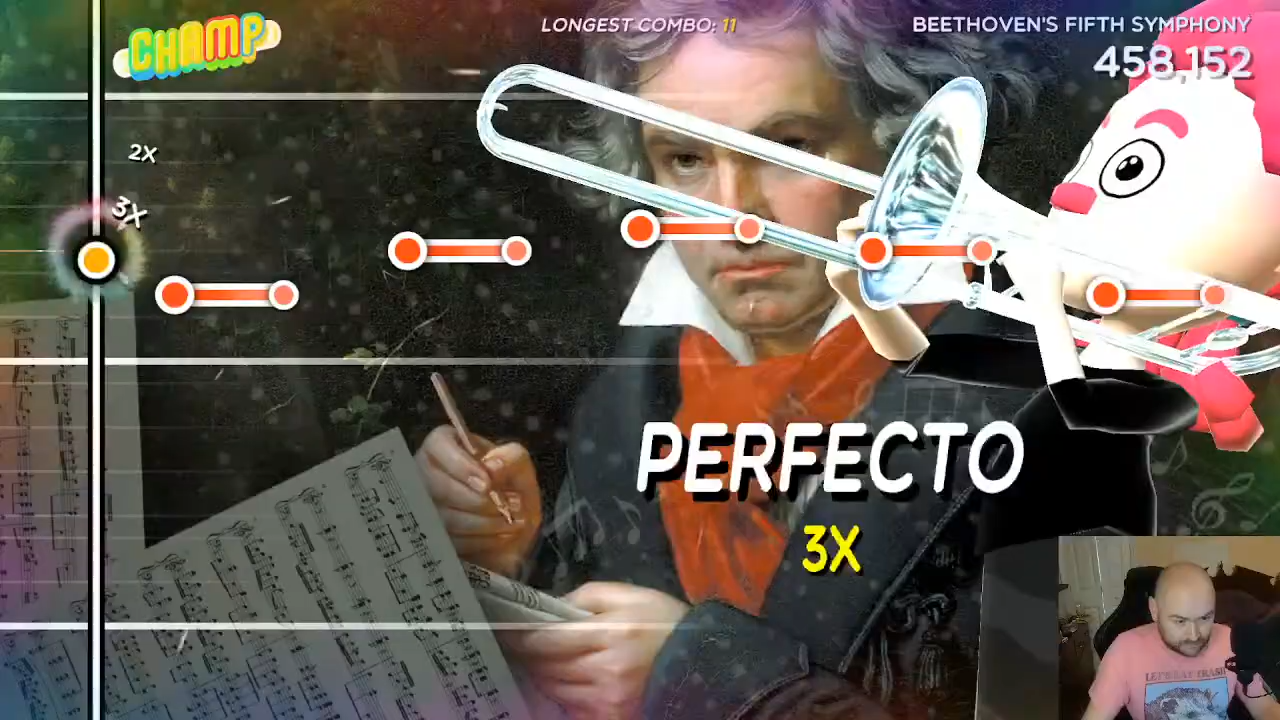 CHAMP
LONGEST COMBO: 11
BEETHOVEN'S FIFTH SYMPHONY
458,152
2X
3X
PERFECTO
3X